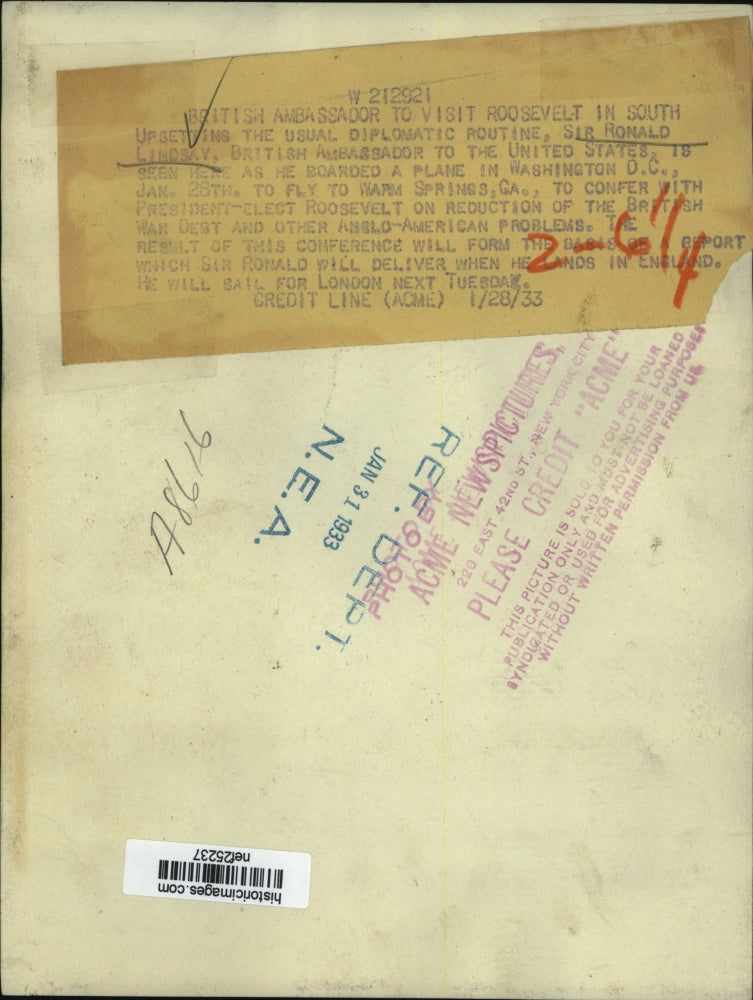 W 212921
BRITISH AMBASSADOR TO VISIT ROOSEVELT IN SOUTH
UPSETTING THE USUAL DIPLOMATIC ROUTINE, SIR RONALD
LINDSAY, BRITISH AMBASSADOR TO THE UNITED STATES, IS
SEEN HERE AS HE BOARDED A PLANE IN WASHINGTON D.C.,
JAN. 28TH. TO FLY TO WARM SPRINGS, GA., TO CONFER WITH
PRESIDENT-ELECT ROOSEVELT ON REDUCTION OF THE BRITISH
WAR DEBT AND OTHER ANGLO-AMERICAN PROBLEMS. THE
RESULT OF THIS CONFERENCE WILL FORM THE BASIS OF A REPORT
WHICH SIR RONALD WILL DELIVER WHEN HE LANDS IN ENGLAND.
HE WILL SAIL FOR LONDON NEXT TUESDAY.
CREDIT LINE (ACME) 1/28/33
A8616
REF. DEPT.
JAN 31 1933
N.E.A.
PHOTO BY
ACME NEWSPICTURES,
220 EAST 42ND ST., NEW YORK CITY
PLEASE CREDIT "ACME"
THIS PICTURE IS SOLD TO YOU FOR YOUR
PUBLICATION ONLY AND MUST NOT BE LOANED
SYNDICATED OR USED FOR ADVERTISING PURPOSES
WITHOUT WRITTEN PERMISSION FROM US
historicimages.com
nef25237